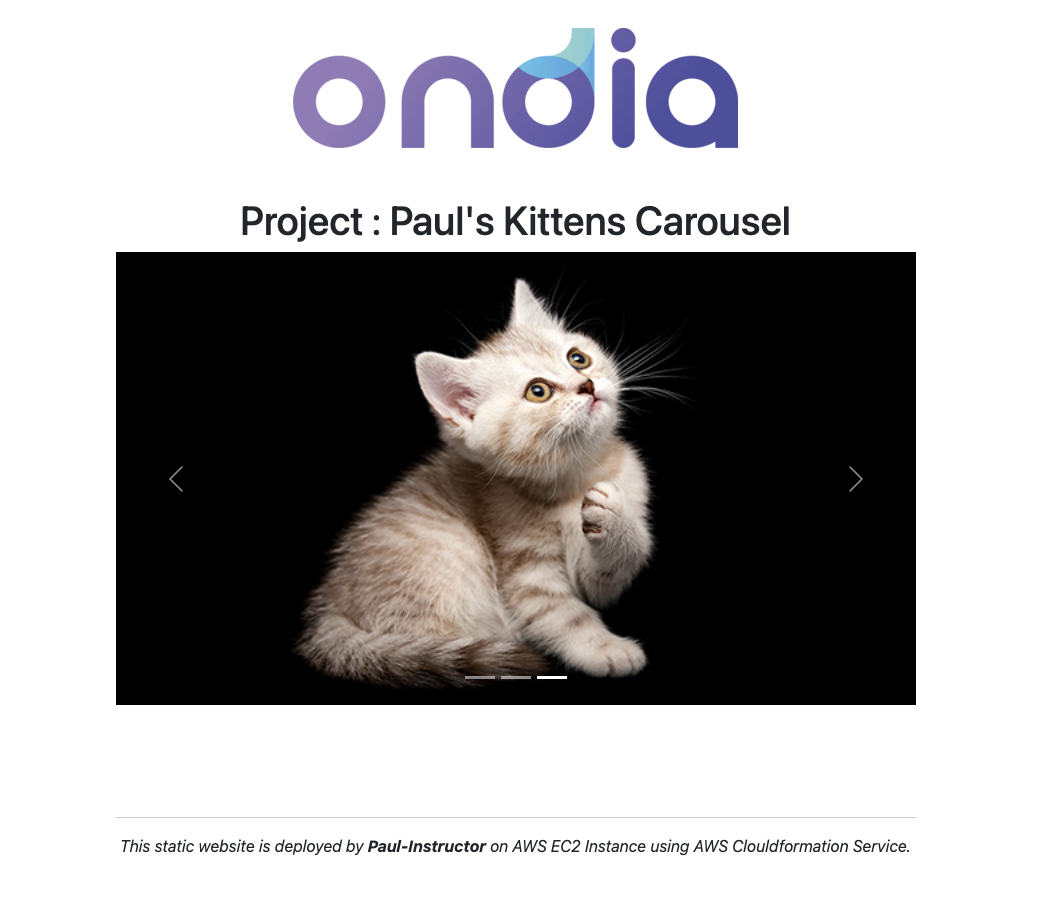 ondia
Project : Paul's Kittens Carousel
This static website is deployed by Paul-Instructor on AWS EC2 Instance using AWS Clouldformation Service.